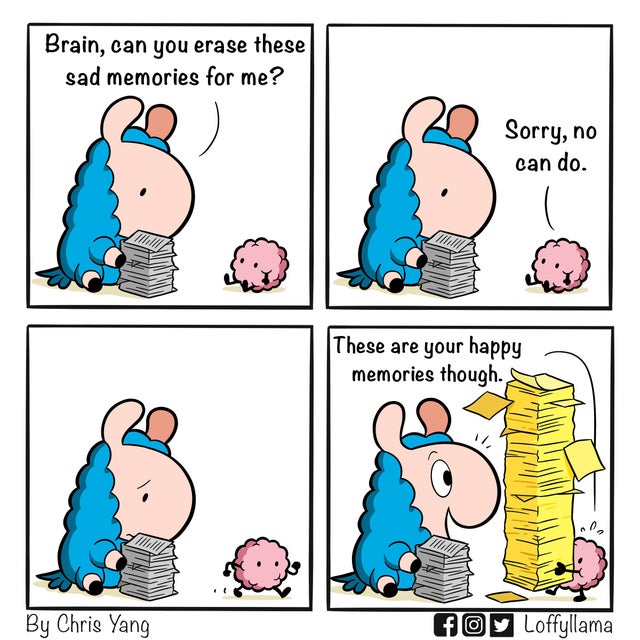 Brain, can you erase these
sad memories for me?
Sorry, no
can do.
These are your happy
memories though.
By Chris Yang
Loffyllama